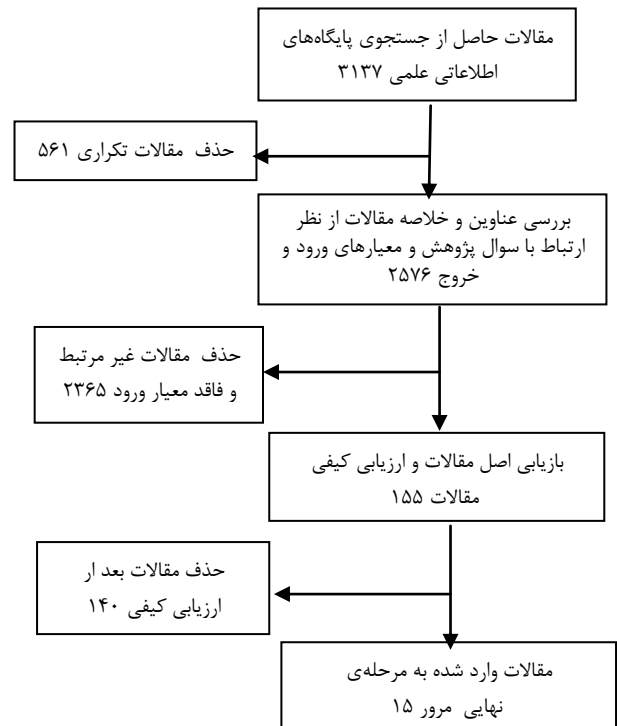 مقالات حاصل از جستجوی پایگاه‌های
اطلاعاتی علمی ۳۱۳۷
حذف مقالات تکراری ۵۶۱
بررسی عناوین و خلاصه مقالات از نظر
ارتباط با سوال پژوهش و معیارهای ورود و
خروج ۲۵۷۶
حذف مقالات غیر مرتبط
و فاقد معیار ورود ۲۳۶۵
بازیابی اصل مقالات و ارزیابی کیفی
مقالات ۱۵۵
حذف مقالات بعد ار
ارزیابی کیفی ۱۴۰
مقالات وارد شده به مرحله‌ی
نهایی مرور ۱۵